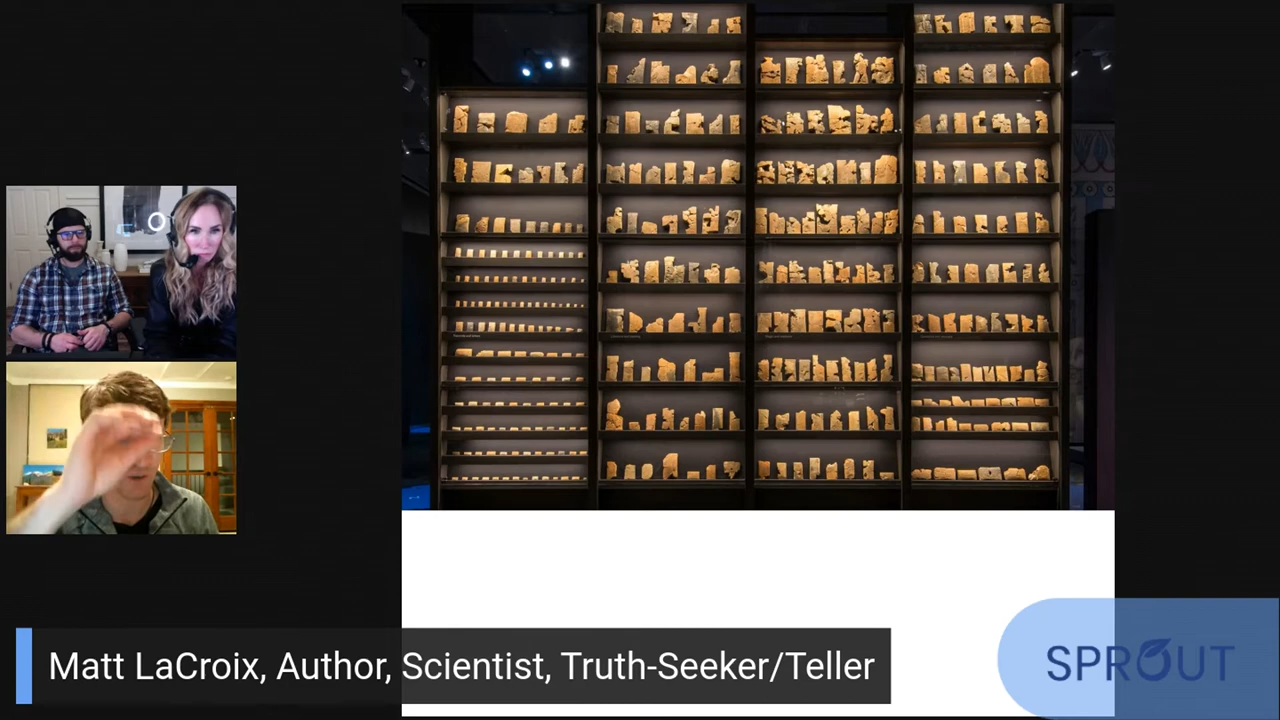 Matt LaCroix, Author, Scientist, Truth-Seeker/Teller
SPROUT